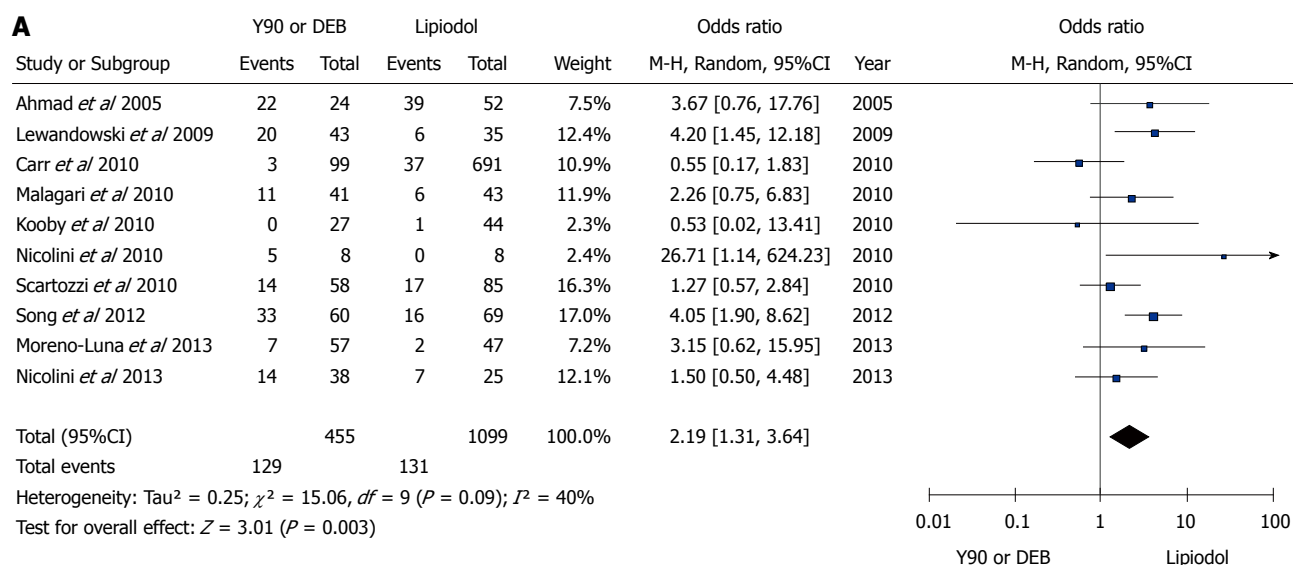 A
Y90 or DEB Lipiodol Odds ratio Odds ratio
Study or Subgroup Events Total Events Total Weight M-H, Random, 95%CI Year M-H, Random, 95%CI
Ahmad et al 2005 22 24 39 52 7.5% 3.67 [0.76, 17.76] 2005
Lewandowski et al 2009 20 43 6 35 12.4% 4.20 [1.45, 12.18] 2009
Carr et al 2010 3 99 37 691 10.9% 0.55 [0.17, 1.83] 2010
Malagari et al 2010 11 41 6 43 11.9% 2.26 [0.75, 6.83] 2010
Kooby et al 2010 0 27 1 44 2.3% 0.53 [0.02, 13.41] 2010
Nicolini et al 2010 5 8 0 8 2.4% 26.71 [1.14, 624.23] 2010
Scartozzi et al 2010 14 58 17 85 16.3% 1.27 [0.57, 2.84] 2010
Song et al 2012 33 60 16 69 17.0% 4.05 [1.90, 8.62] 2012
Moreno-Luna et al 2013 7 57 2 47 7.2% 3.15 [0.62, 15.95] 2013
Nicolini et al 2013 14 38 7 25 12.1% 1.50 [0.50, 4.48] 2013
Total (95%CI) 455 1099 100.0% 2.19 [1.31, 3.64]
Total events 129 131
Heterogeneity: Tau² = 0.25; χ² = 15.06, df = 9 (P = 0.09); I² = 40%
Test for overall effect: Z = 3.01 (P = 0.003)
0.01 0.1 1 10 100
Y90 or DEB Lipiodol